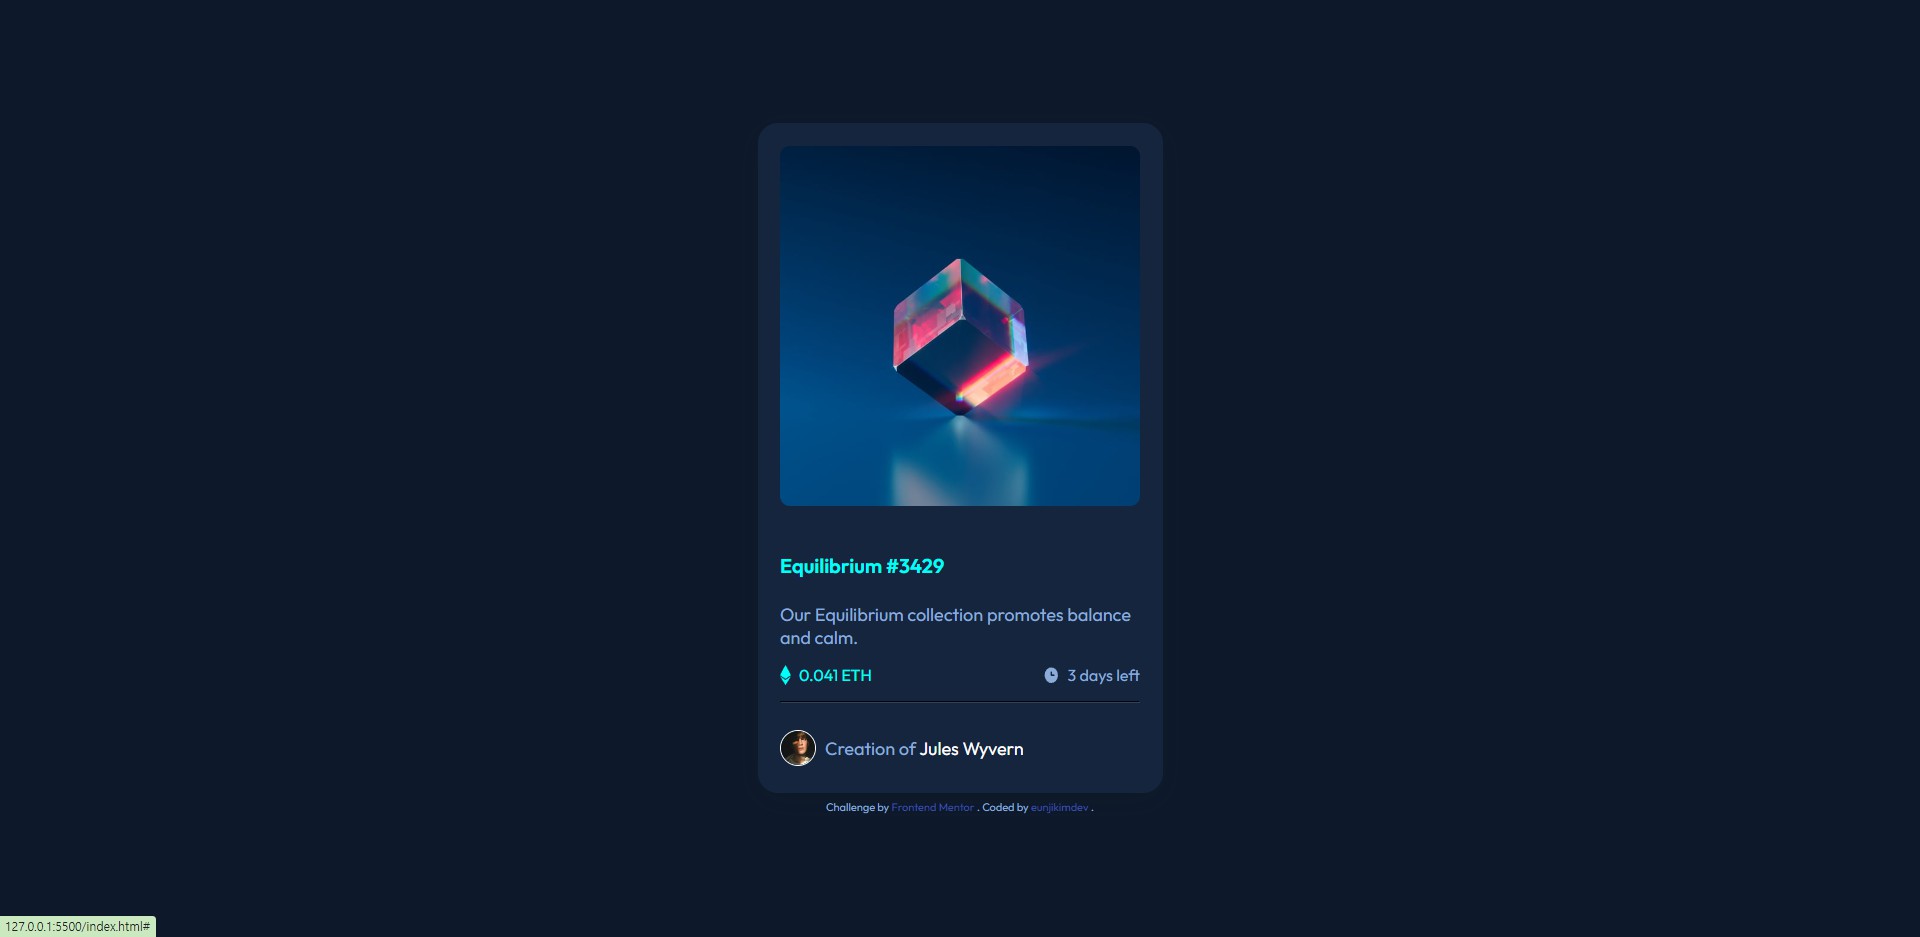 Equilibrium #3429
Our Equilibrium collection promotes balance
and calm.
0.041 ETH
3 days left
Creation of Jules Wyvern
Challenge by Frontend Mentor . Coded by eunjikimdev .
127.0.0.1:5500/index.html#